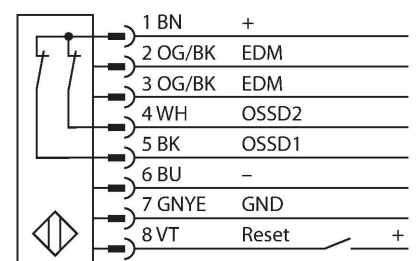 1 BN +
2 OG/BK EDM
3 OG/BK EDM
4 WH OSSD2
5 BK OSSD1
6 BU –
7 GNYE GND
8 VT Reset +